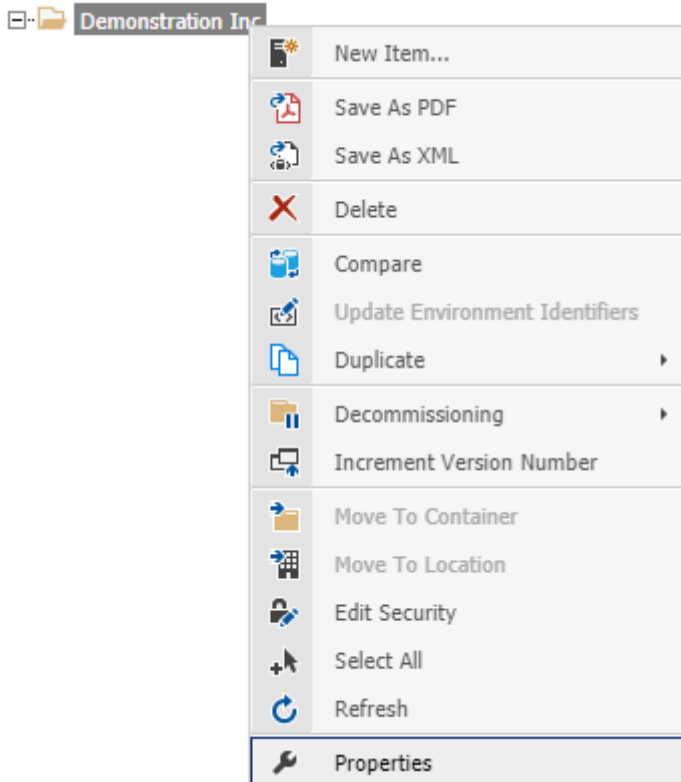 Demonstration Inc
New Item...
Save As PDF
Save As XML
Delete
Compare
Update Environment Identifiers
Duplicate
Decommissioning
Increment Version Number
Move To Container
Move To Location
Edit Security
Select All
Refresh
Properties